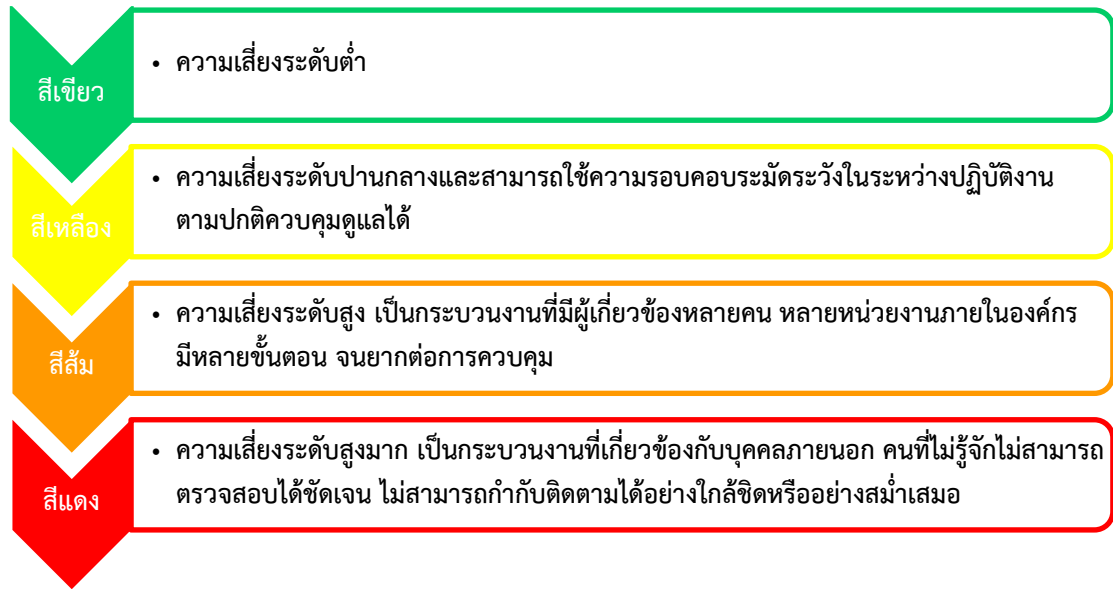 สีเขียว
• ความเสี่ยงระดับต่ำ
สีเหลือง
• ความเสี่ยงระดับปานกลางและสามารถใช้ความรอบคอบระมัดระวังในระหว่างปฏิบัติงาน
ตามปกติควบคุมดูแลได้
สีส้ม
• ความเสี่ยงระดับสูง เป็นกระบวนงานที่มีผู้เกี่ยวข้องหลายคน หลายหน่วยงานภายในองค์กร
มีหลายขั้นตอน จนยากต่อการควบคุม
สีแดง
• ความเสี่ยงระดับสูงมาก เป็นกระบวนงานที่เกี่ยวข้องกับบุคคลภายนอก คนที่ไม่รู้จักไม่สามารถ
ตรวจสอบได้ชัดเจน ไม่สามารถกำกับติดตามได้อย่างใกล้ชิดหรืออย่างสม่ำเสมอ